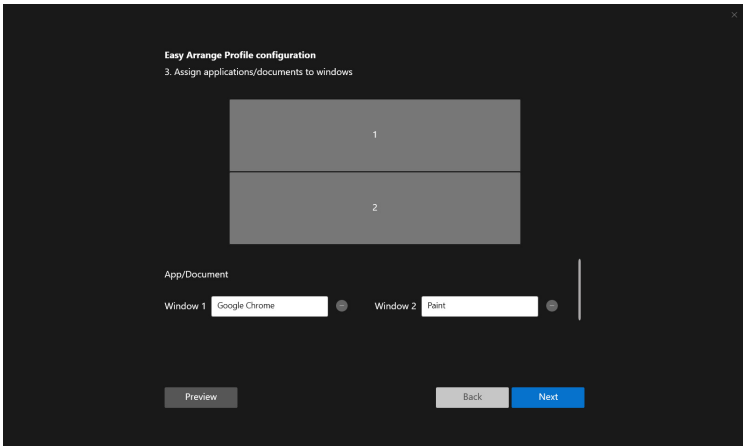 Easy Arrange Profile configuration
3. Assign applications/documents to windows
1
2
App/Document
Window 1 Google Chrome Window 2 Paint
Preview Back Next